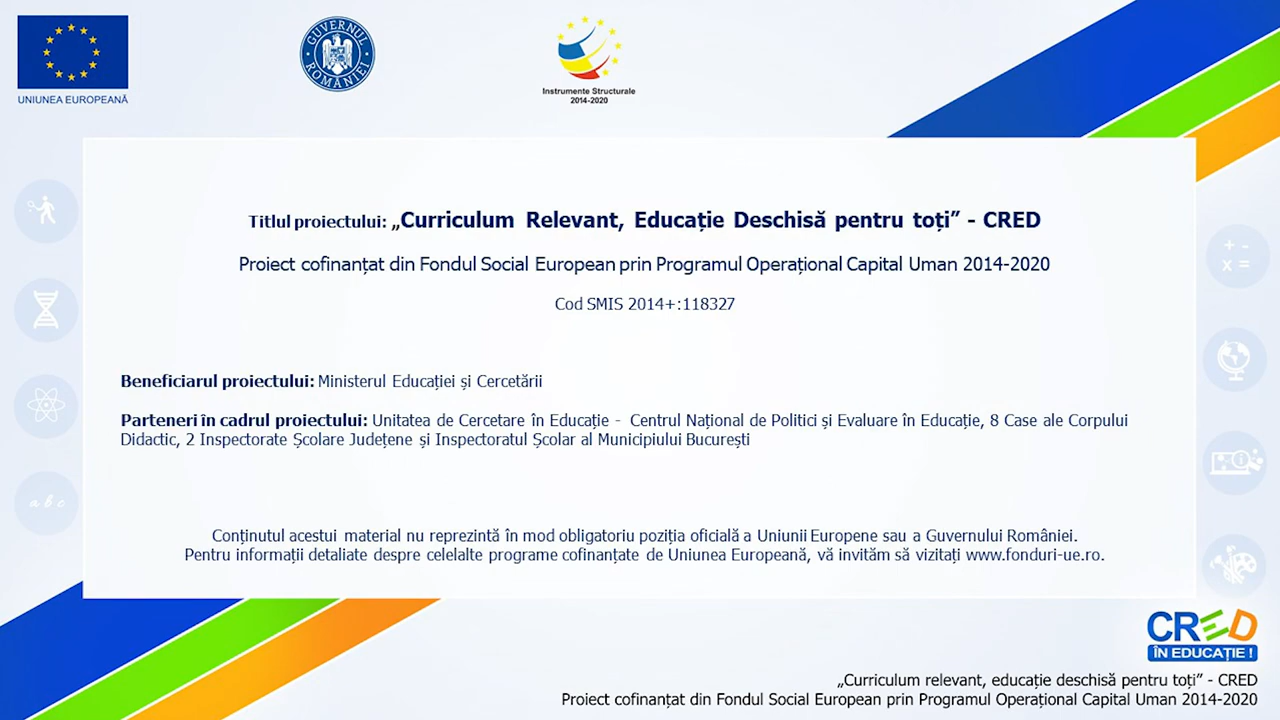 UNIUNEA EUROPEANĂ
GUVERNUL ROMÂNIEI
Instrumente Structurale
2014-2020
Titlul proiectului: „Curriculum Relevant, Educație Deschisă pentru toți” - CRED
Proiect cofinanțat din Fondul Social European prin Programul Operațional Capital Uman 2014-2020
Cod SMIS 2014+:118327
Beneficiarul proiectului: Ministerul Educației și Cercetării
Parteneri în cadrul proiectului: Unitatea de Cercetare în Educație - Centrul Național de Politici și Evaluare în Educație, 8 Case ale Corpului
Didactic, 2 Inspectorate Școlare Județene și Inspectoratul Școlar al Municipiului București
Conținutul acestui material nu reprezintă în mod obligatoriu poziția oficială a Uniunii Europene sau a Guvernului României.
Pentru informații detaliate despre celelalte programe cofinanțate de Uniunea Europeană, vă invităm să vizitați www.fonduri-ue.ro.
+ -
x =
a b c
CRED
ÎN EDUCAȚIE !
„Curriculum relevant, educație deschisă pentru toți” - CRED
Proiect cofinanțat din Fondul Social European prin Programul Operațional Capital Uman 2014-2020